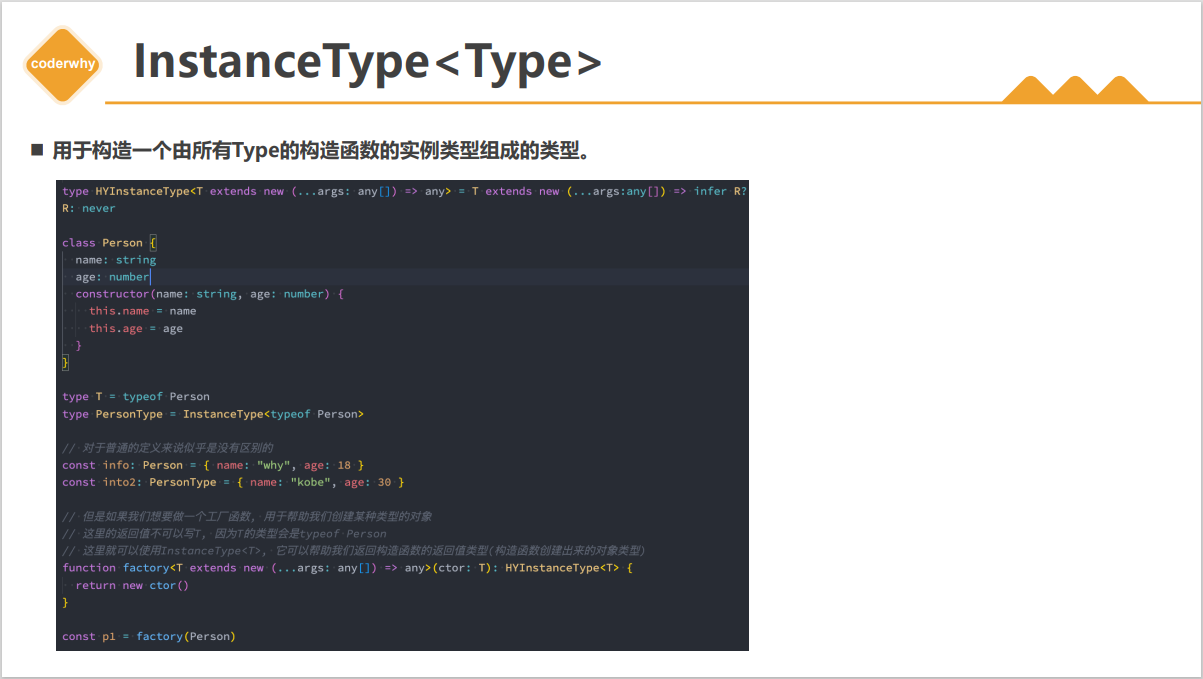 coderwhy
InstanceType<Type>
■ 用于构造一个由所有Type的构造函数的实例类型组成的类型。
type HYInstanceType<T extends new (...args: any[]) => any> = T extends new (...args:any[]) => infer R?
R: never
class Person {
name: string
age: number
constructor(name: string, age: number) {
this.name = name
this.age = age
}
}
type T = typeof Person
type PersonType = InstanceType<typeof Person>
// 对于普通的定义来说似乎是没有区别的
const info: Person = { name: "why", age: 18 }
const into2: PersonType = { name: "kobe", age: 30 }
// 但是如果我们想要做一个工厂函数, 用于帮助我们创建某种类型的对象
// 这里的返回值不可以写T, 因为T的类型会是typeof Person
// 这里就可以使用InstanceType<T>, 它可以帮助我们返回构造函数的返回值类型(构造函数创建出来的对象类型)
function factory<T extends new (...args: any[]) => any>(ctor: T): HYInstanceType<T> {
return new ctor()
}
const p1 = factory(Person)